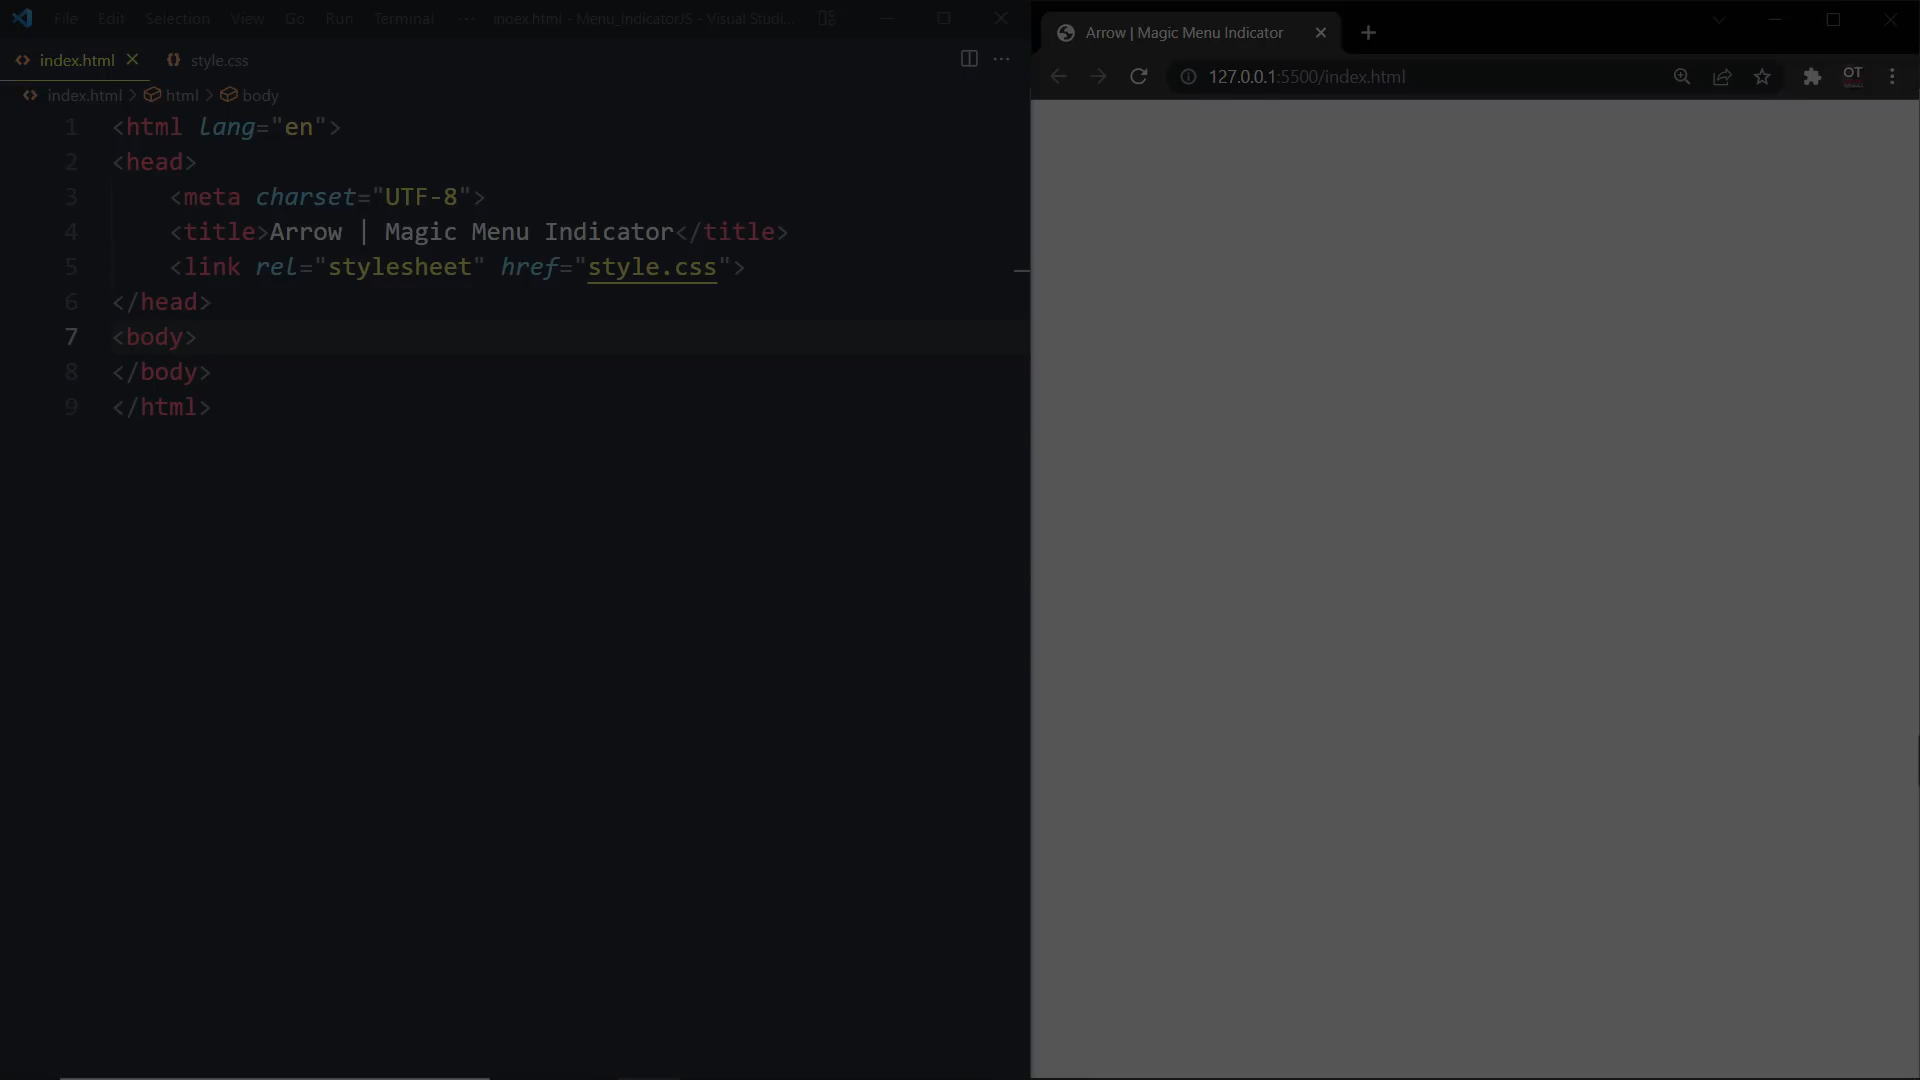 File Edit Selection View Go Run Terminal ··· index.html - Menu_IndicatorJS - Visual Studi...
index.html style.css
index.html > html > body
1 <html lang="en">
2 <head>
3 <meta charset="UTF-8">
4 <title>Arrow | Magic Menu Indicator</title>
5 <link rel="stylesheet" href="style.css">
6 </head>
7 <body>
8 </body>
9 </html>
Arrow | Magic Menu Indicator
127.0.0.1:5500/index.html
OT